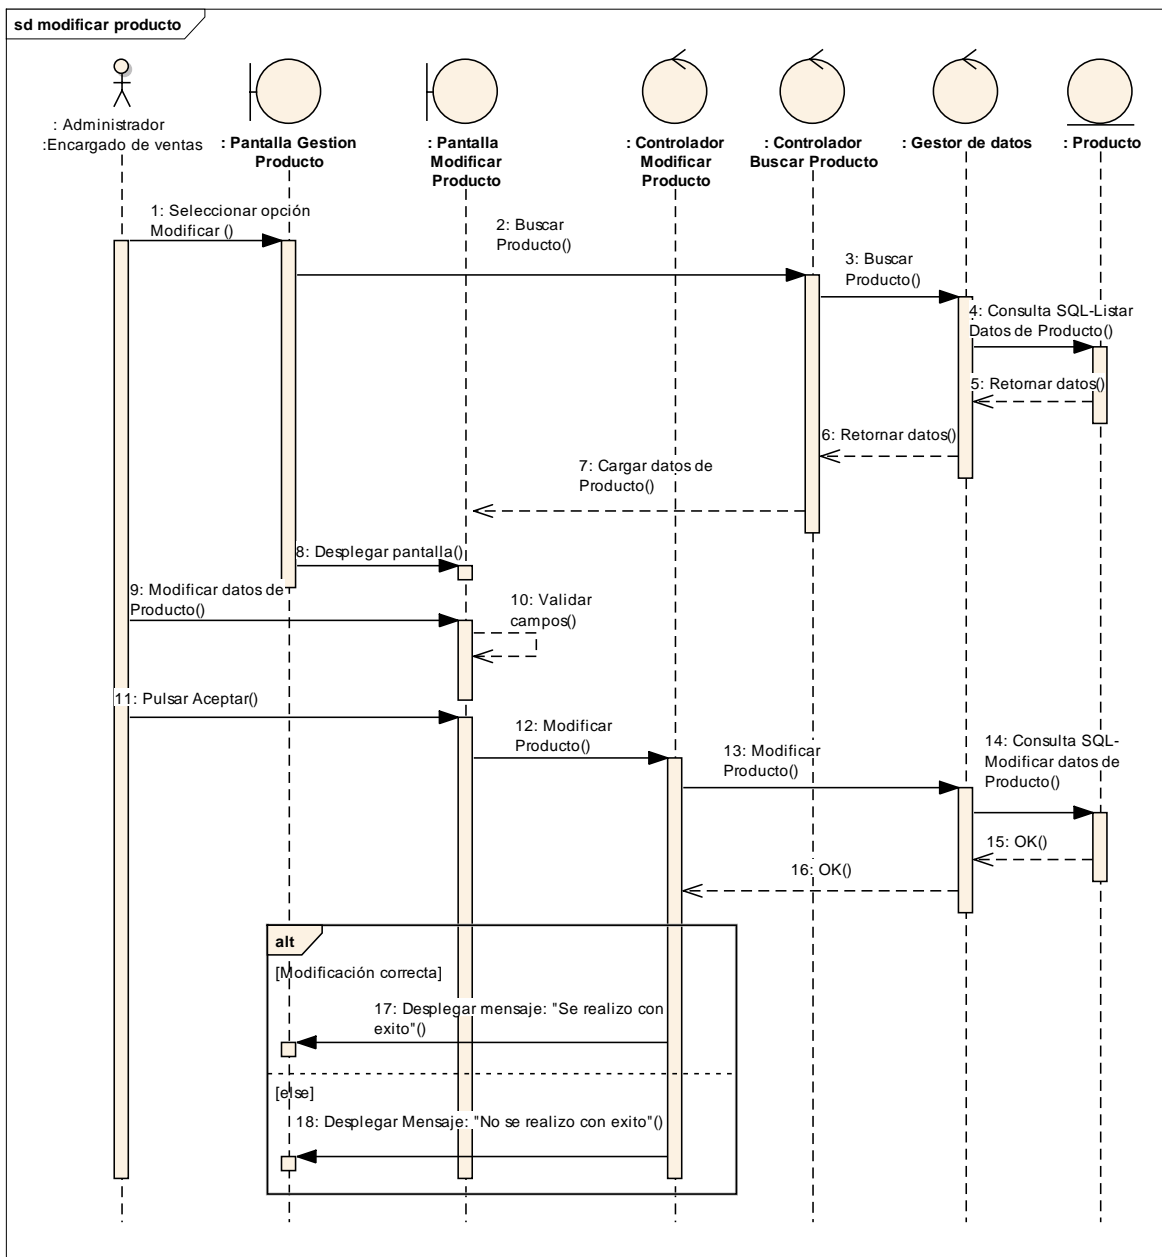 sd modificar producto
: Administrador
:Encargado de ventas
: Pantalla Gestion
Producto
: Pantalla
Modificar
Producto
: Controlador
Modificar
Producto
: Controlador
Buscar Producto
: Gestor de datos
: Producto
1: Seleccionar opción
Modificar ()
2: Buscar
Producto()
3: Buscar
Producto()
4: Consulta SQL-Listar
Datos de Producto()
5: Retornar datos()
6: Retornar datos()
7: Cargar datos de
Producto()
8: Desplegar pantalla()
9: Modificar datos de
Producto()
10: Validar
campos()
11: Pulsar Aceptar()
12: Modificar
Producto()
13: Modificar
Producto()
14: Consulta SQL-
Modificar datos de
Producto()
15: OK()
16: OK()
alt
[Modificación correcta]
17: Desplegar mensaje: "Se realizo con
exito"()
[else]
18: Desplegar Mensaje: "No se realizo con exito"()